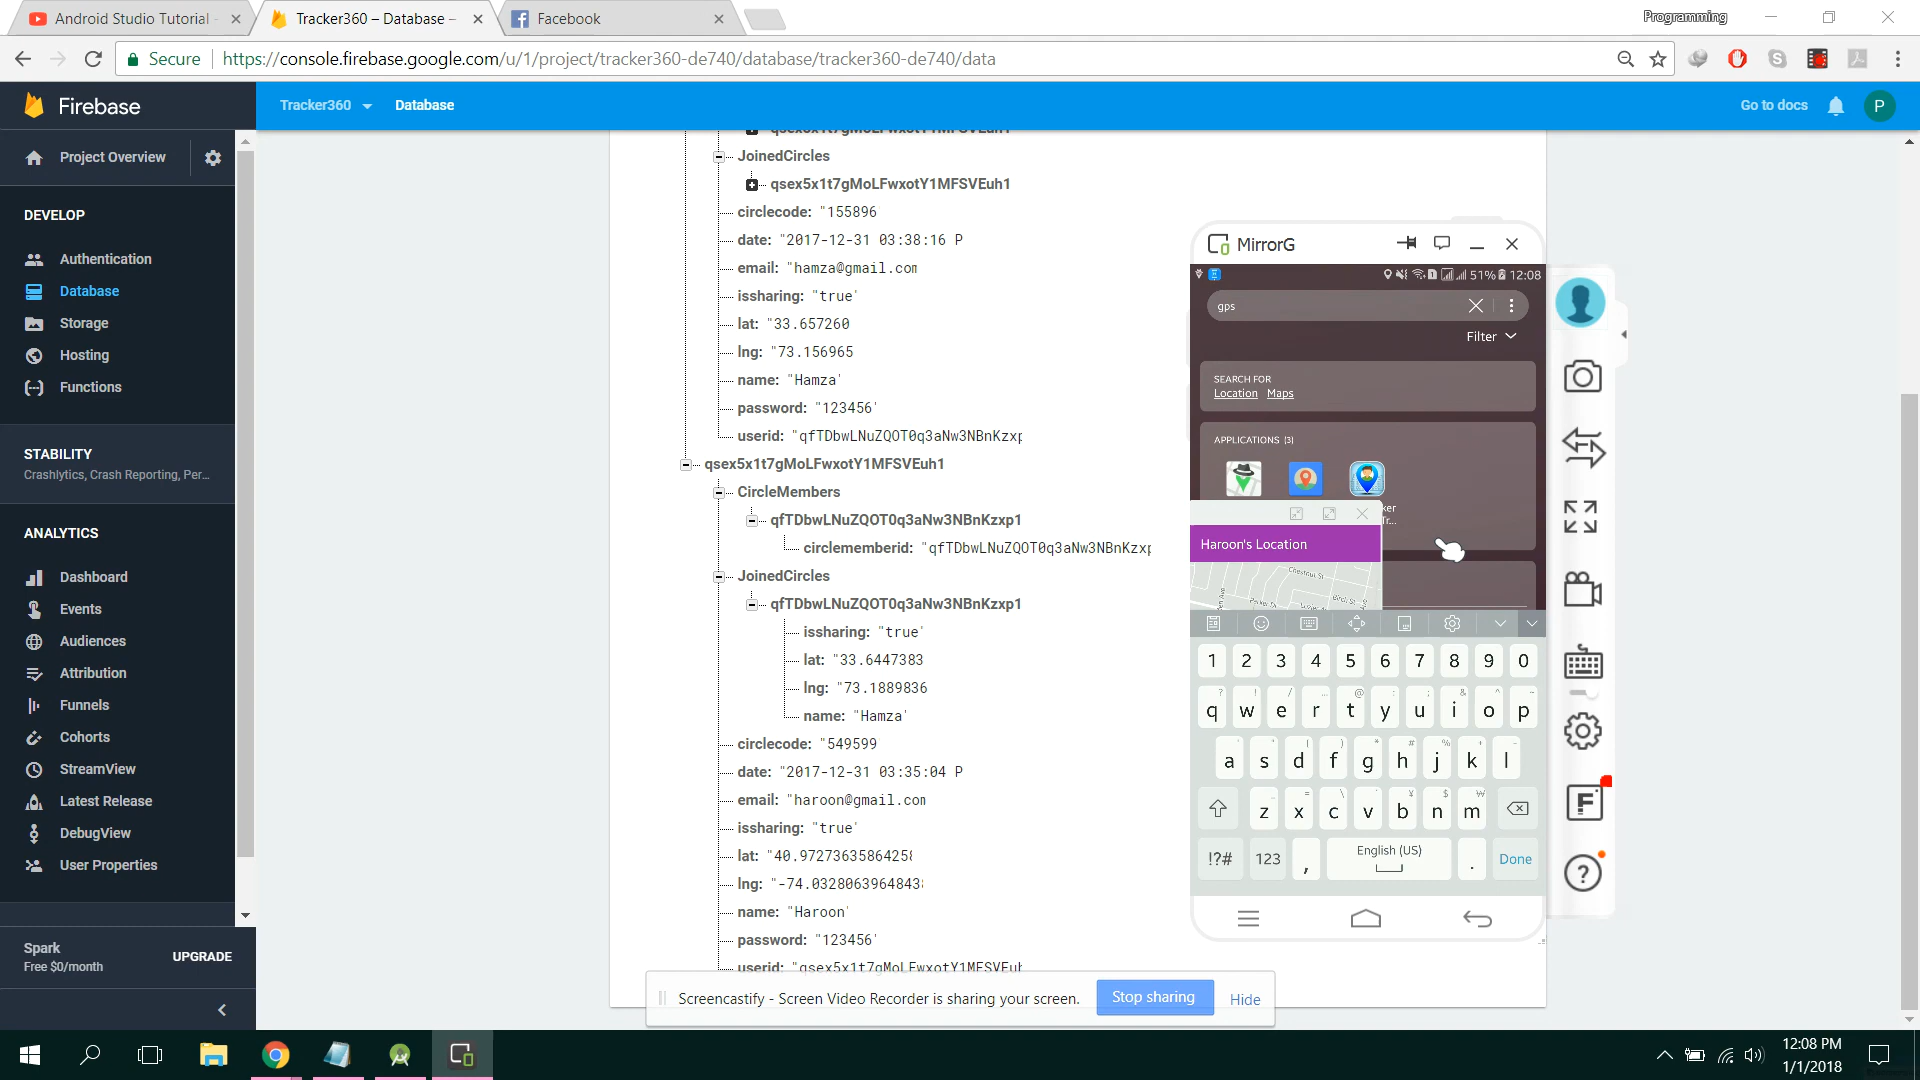 Android Studio Tutorial
Tracker360 – Database –
Facebook
Programming
Secure
https://console.firebase.google.com/u/1/project/tracker360-de740/database/tracker360-de740/data
Firebase
Tracker360
Database
Go to docs
P
Project Overview
DEVELOP
Authentication
Database
Storage
Hosting
Functions
STABILITY
Crashlytics, Crash Reporting, Per...
ANALYTICS
Dashboard
Events
Audiences
Attribution
Funnels
Cohorts
StreamView
Latest Release
DebugView
User Properties
Spark
Free $0/month
UPGRADE
qsex5x1t7gMoLFwxotY1MFSVEuh1
JoinedCircles
qsex5x1t7gMoLFwxotY1MFSVEuh1
circlecode: "155896
date: "2017-12-31 03:38:16 P
email: "hamza@gmail.com
issharing: "true"
lat: "33.657260
lng: "73.156965
name: "Hamza"
password: "123456"
userid: "qfTDbwLNuZQOT0q3aNw3NBnKzxp
qsex5x1t7gMoLFwxotY1MFSVEuh1
CircleMembers
qfTDbwLNuZQOT0q3aNw3NBnKzxp1
circlememberid: "qfTDbwLNuZQOT0q3aNw3NBnKzxp
JoinedCircles
qfTDbwLNuZQOT0q3aNw3NBnKzxp1
issharing: "true"
lat: "33.6447383
lng: "73.1889836
name: "Hamza"
circlecode: "549599
date: "2017-12-31 03:35:04 P
email: "haroon@gmail.com
issharing: "true"
lat: "40.97273635864258
lng: "-74.03280639648438
name: "Haroon"
password: "123456"
userid: "qsex5x1t7gMoLFwxotY1MFSVEuh
MirrorG
51% 12:08
gps
Filter
SEARCH FOR
Location Maps
APPLICATIONS (3)
Haroon's Location
Chestnut St
Birch St
1 2 3 4 5 6 7 8 9 0
q w e r t y u i o p
a s d f g h j k l
z x c v b n m
!?# 123 , English (US) . Done
Screencastify - Screen Video Recorder is sharing your screen.
Stop sharing
Hide
12:08 PM
1/1/2018